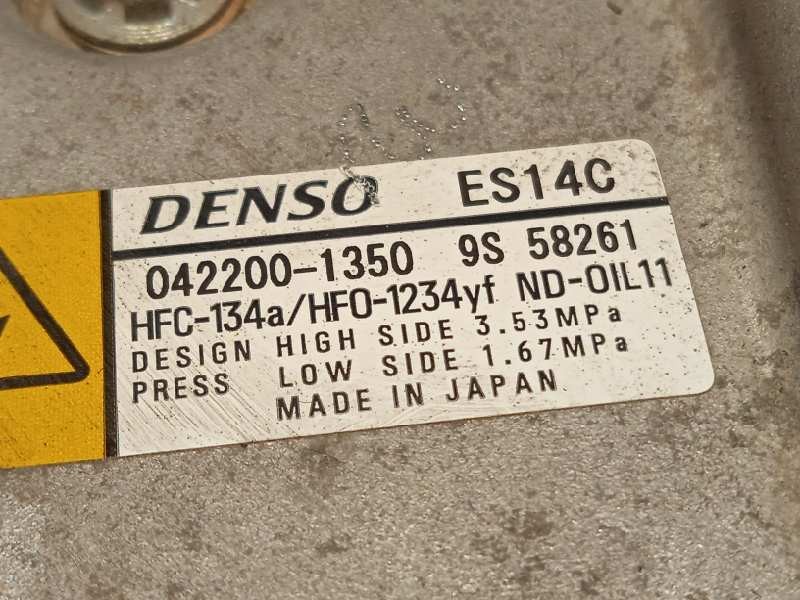 DENSO ES14C
042200-1350 9S 58261
HFC-134a/HFO-1234yf ND-OIL11
DESIGN HIGH SIDE 3.53MPa
PRESS LOW SIDE 1.67MPa
MADE IN JAPAN